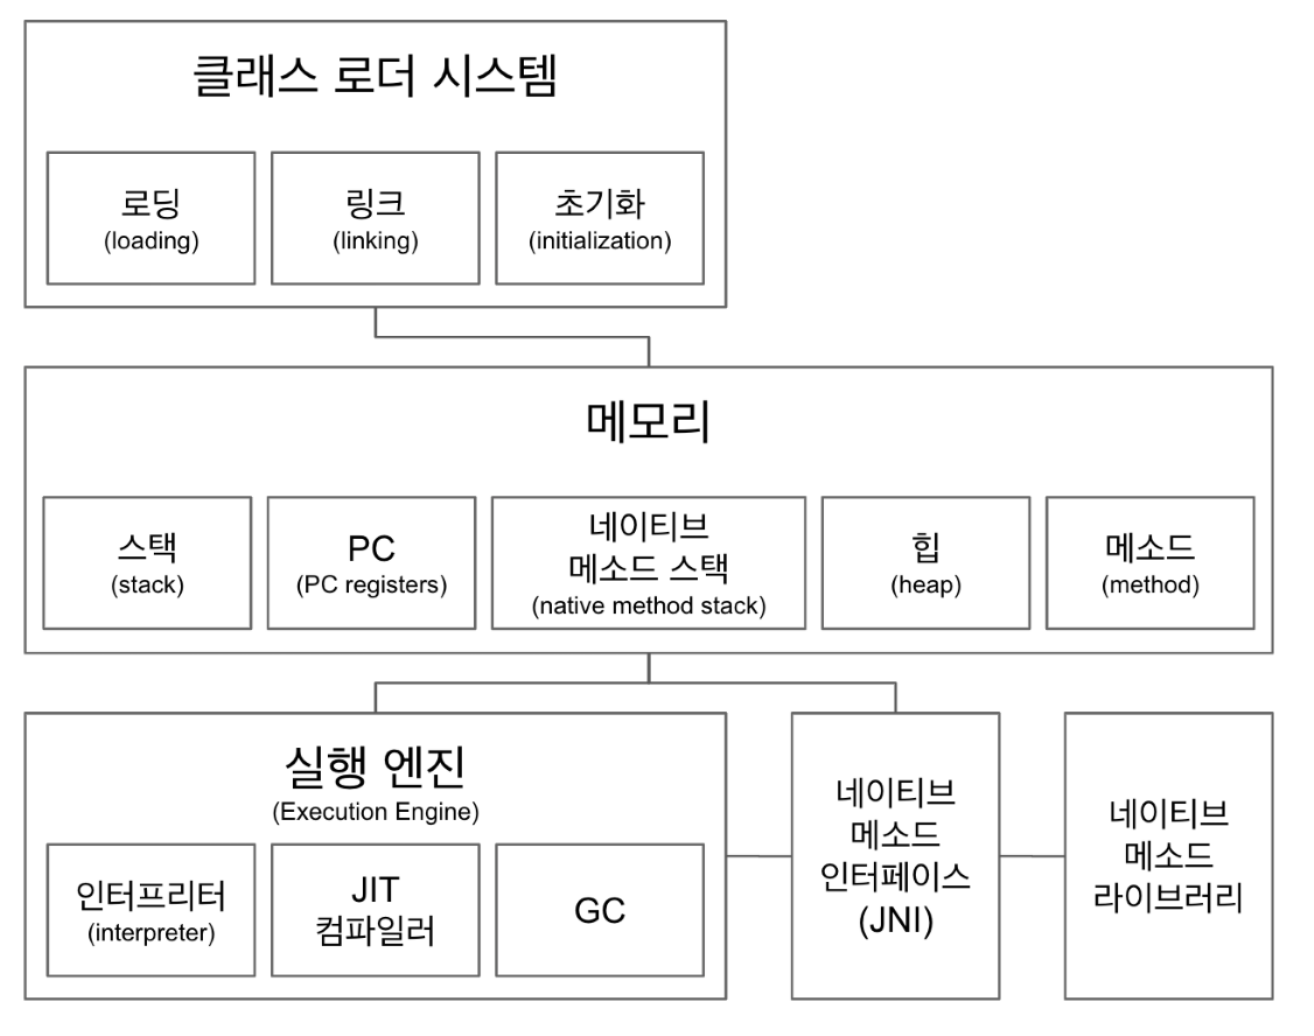 클래스 로더 시스템
로딩
(loading)
링크
(linking)
초기화
(initialization)
메모리
스택
(stack)
PC
(PC registers)
네이티브
메소드 스택
(native method stack)
힙
(heap)
메소드
(method)
실행 엔진
(Execution Engine)
인터프리터
(interpreter)
JIT
컴파일러
GC
네이티브
메소드
인터페이스
(JNI)
네이티브
메소드
라이브러리